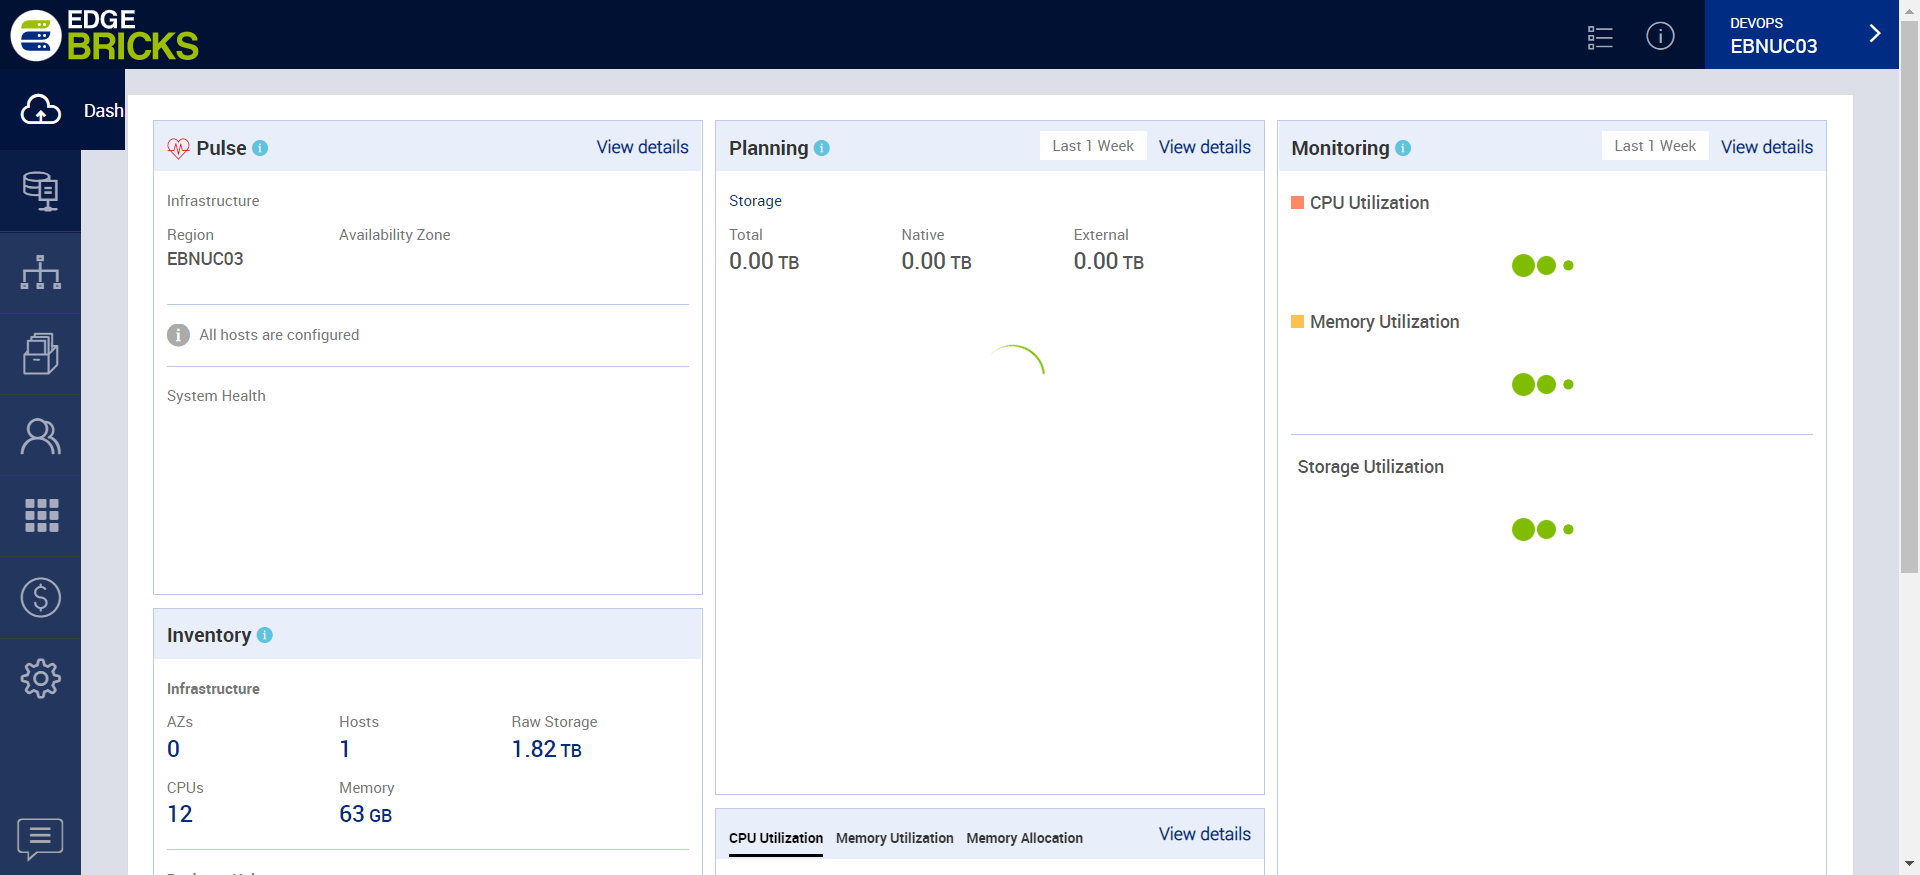 EDGE
BRICKS
DEVOPS
EBNUC03
Dash
Pulse
View details
Infrastructure
Region
Availability Zone
EBNUC03
All hosts are configured
System Health
Inventory
Infrastructure
AZs
Hosts
Raw Storage
0
1
1.82 TB
CPUs
Memory
12
63 GB
Planning
Last 1 Week
View details
Storage
Total
Native
External
0.00 TB
0.00 TB
0.00 TB
CPU Utilization
Memory Utilization
Memory Allocation
View details
Monitoring
Last 1 Week
View details
CPU Utilization
Memory Utilization
Storage Utilization